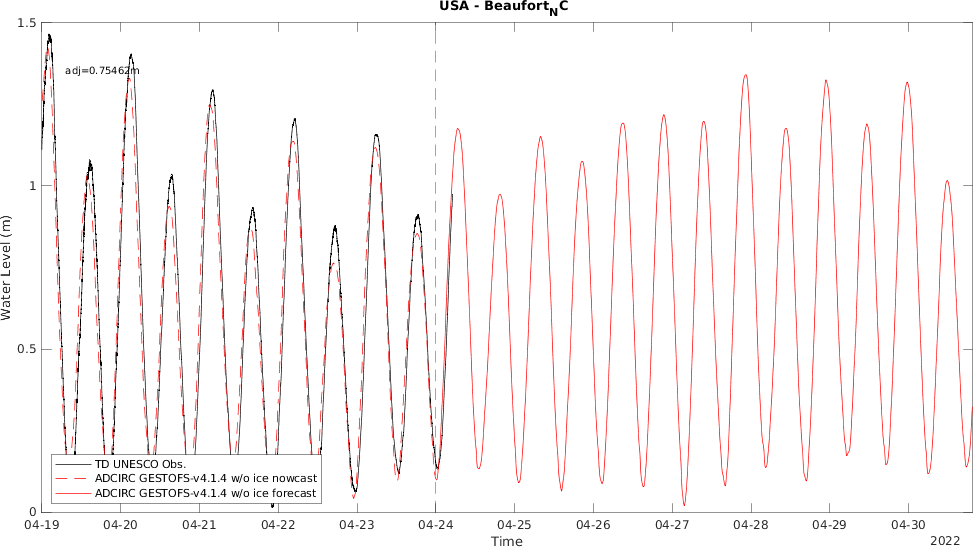 USA - Beaufort_NC
1.5
adj=0.75462m
1
Water Level (m)
0.5
TD UNESCO Obs.
ADCIRC GESTOFS-v4.1.4 w/o ice nowcast
ADCIRC GESTOFS-v4.1.4 w/o ice forecast
0
04-19 04-20 04-21 04-22 04-23 04-24 04-25 04-26 04-27 04-28 04-29 04-30
Time
2022